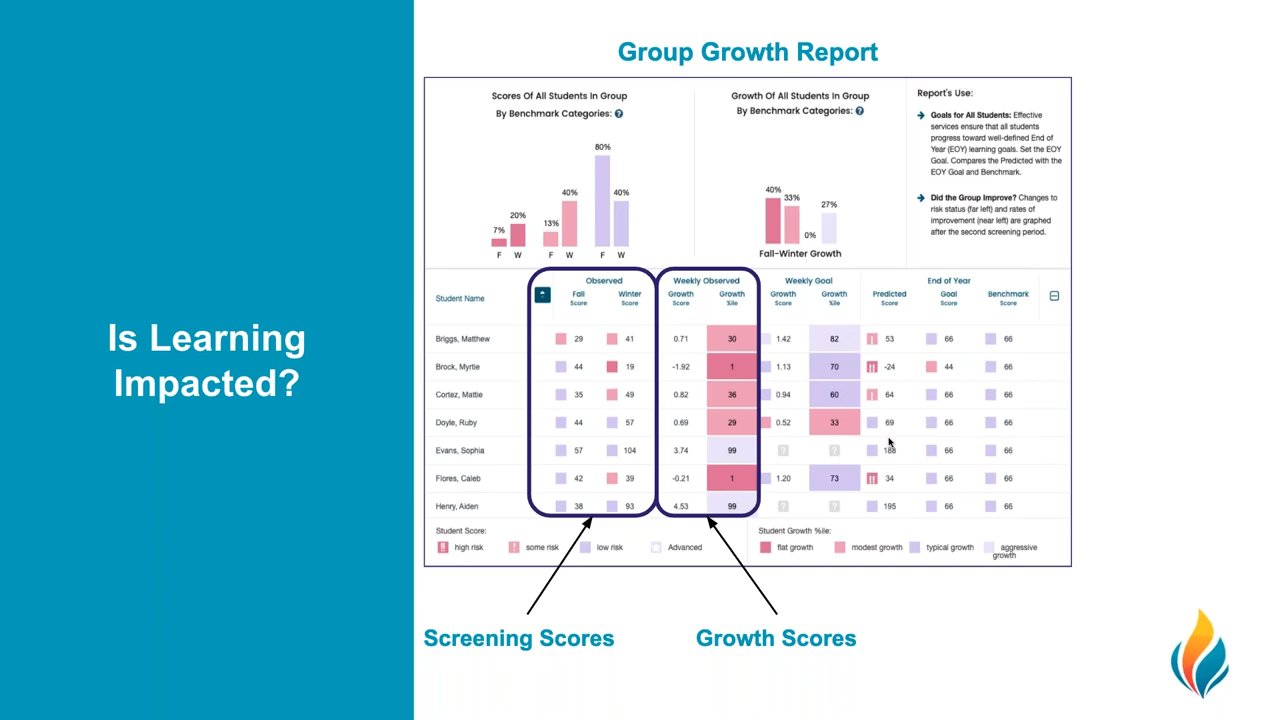 Group Growth Report
Is Learning
Impacted?
Scores Of All Students In Group
By Benchmark Categories: ?
80%
40%
40%
20%
13%
7%
F W F W F W
Growth Of All Students In Group
By Benchmark Categories: ?
40%
33%
27%
0%
Fall-Winter Growth
Report's Use:
Goals for All Students: Effective
services ensure that all students
progress toward well-defined End of
Year (EOY) learning goals. Set the EOY
Goal. Compares the Predicted with the
EOY Goal and Benchmark.
Did the Group Improve? Changes to
risk status (far left) and rates of
improvement (near left) are graphed
after the second screening period.
Observed Weekly Observed Weekly Goal End of Year
Student Name Fall Winter Growth Growth Growth Growth Predicted Goal Benchmark
Score Score Score %ile Score %ile Score Score Score
Briggs, Matthew 29 41 0.71 30 1.42 82 ! 53 66 66
Brock, Myrtie 44 19 -1.92 1 1.13 70 !! -24 44 66
Cortez, Mattie 35 49 0.82 36 0.94 60 ! 64 66 66
Doyle, Ruby 44 57 0.69 29 0.52 33 69 66 66
Evans, Sophia 57 104 3.74 99 ? ? 188 66 66
Flores, Caleb 42 39 -0.21 1 1.20 73 !! 34 66 66
Henry, Aiden 38 93 4.53 99 ? ? 195 66 66
Student Score:
!! high risk ! some risk low risk Advanced
Student Growth %ile:
flat growth modest growth typical growth aggressive
growth
Screening Scores
Growth Scores